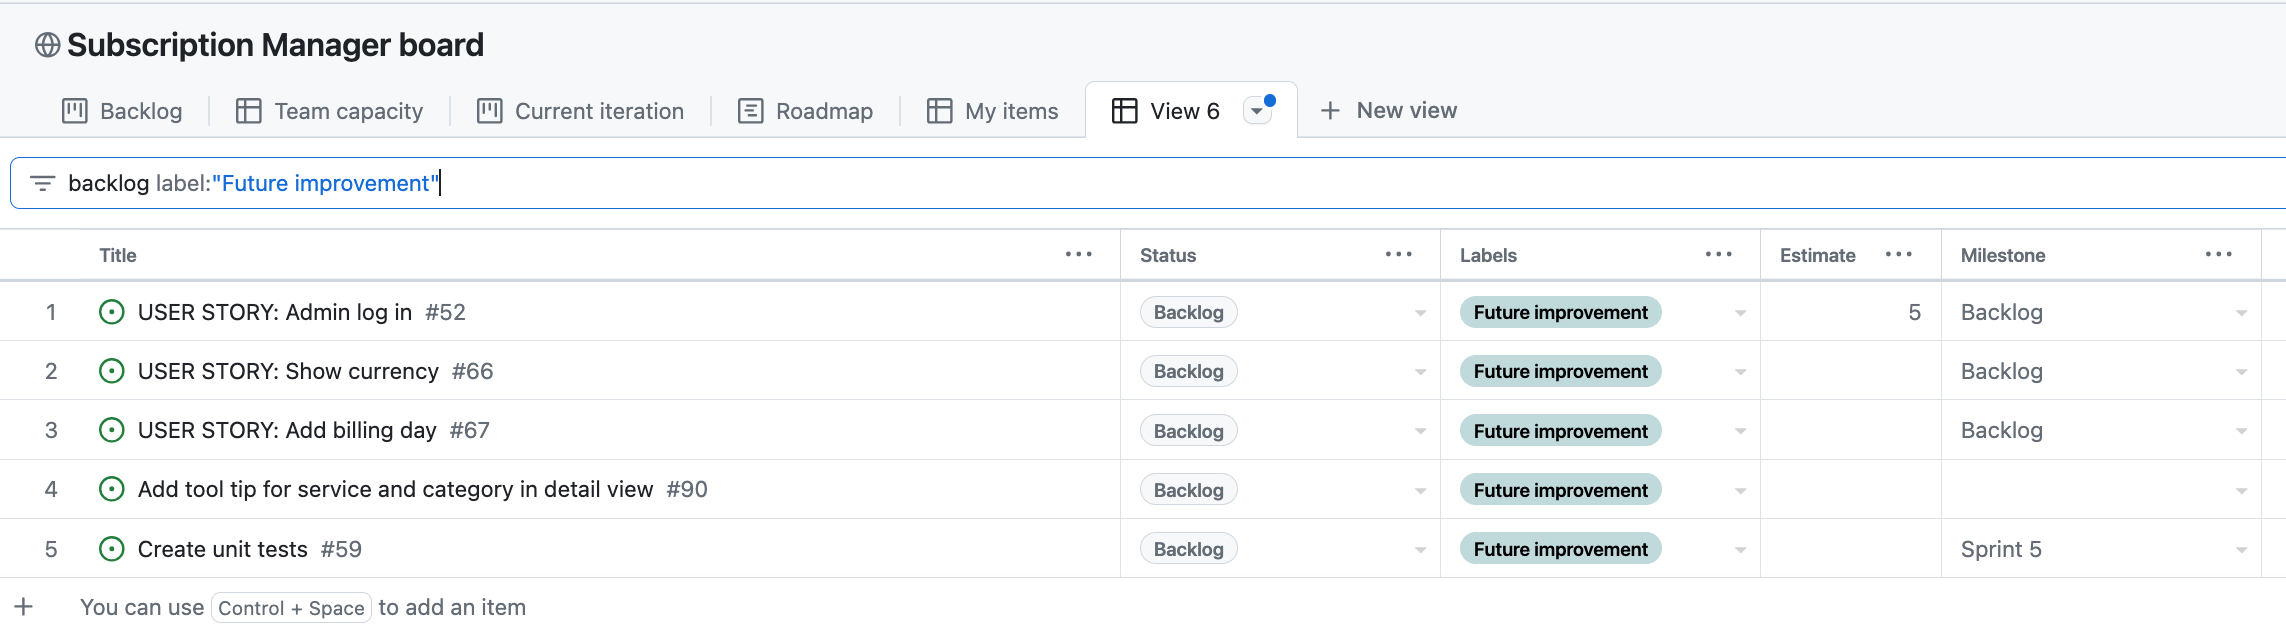 Subscription Manager board
Backlog Team capacity Current iteration Roadmap My items View 6 New view
backlog label:"Future improvement"
Title Status Labels Estimate Milestone
1 USER STORY: Admin log in #52 Backlog Future improvement 5 Backlog
2 USER STORY: Show currency #66 Backlog Future improvement Backlog
3 USER STORY: Add billing day #67 Backlog Future improvement Backlog
4 Add tool tip for service and category in detail view #90 Backlog Future improvement
5 Create unit tests #59 Backlog Future improvement Sprint 5
You can use Control + Space to add an item